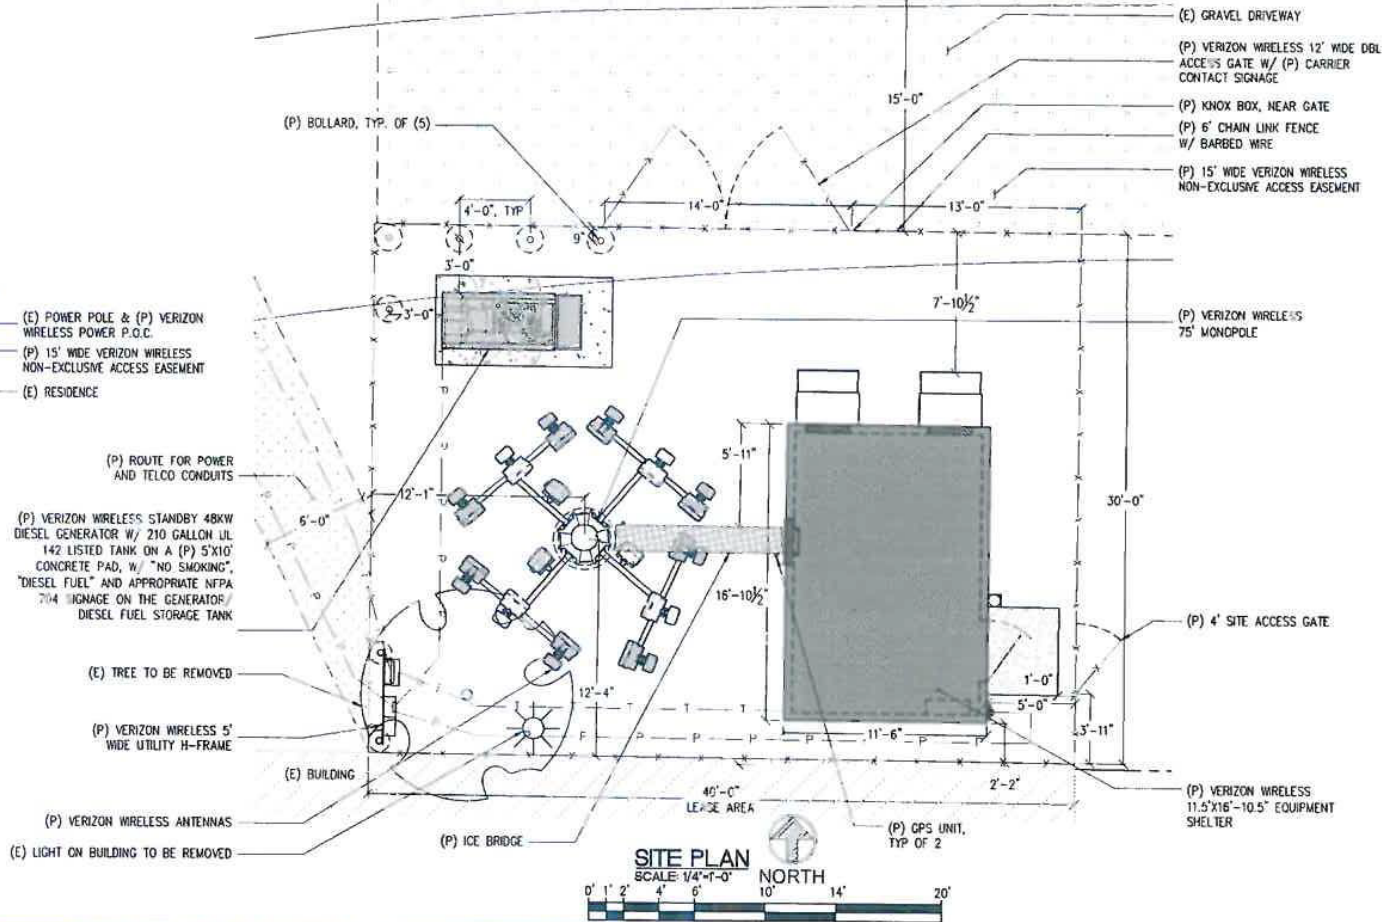 (E) GRAVEL DRIVEWAY
(P) VERIZON WIRELESS 12' WIDE DBL
ACCESS GATE W/ (P) CARRIER
CONTACT SIGNAGE
15'-0"
(P) KNOX BOX, NEAR GATE
(P) BOLLARD, TYP. OF (5)
(P) 6' CHAIN LINK FENCE
W/ BARBED WIRE
(P) 15' WIDE VERIZON WIRELESS
NON-EXCLUSIVE ACCESS EASEMENT
4'-0", TYP
14'-0"
13'-0"
9"
3'-0"
3'-0"
7'-10½"
(E) POWER POLE & (P) VERIZON
WIRELESS POWER P.O.C.
(P) 15' WIDE VERIZON WIRELESS
NON-EXCLUSIVE ACCESS EASEMENT
(E) RESIDENCE
(P) VERIZON WIRELESS
75' MONOPOLE
(P) ROUTE FOR POWER
AND TELCO CONDUITS
5'-11"
12'-1"
30'-0"
6'-0"
(P) VERIZON WIRELESS STANDBY 48KW
DIESEL GENERATOR W/ 210 GALLON UL
142 LISTED TANK ON A (P) 5'X10'
CONCRETE PAD, W/ "NO SMOKING",
"DIESEL FUEL" AND APPROPRIATE NFPA
704 SIGNAGE ON THE GENERATOR/
DIESEL FUEL STORAGE TANK
16'-10½"
(P) 4' SITE ACCESS GATE
(E) TREE TO BE REMOVED
1'-0"
12'-4"
5'-0"
(P) VERIZON WIRELESS 5'
WIDE UTILITY H-FRAME
T T T T
3'-11"
11'-6"
P P P P P P P
(E) BUILDING
2'-2"
40'-0"
LEASE AREA
(P) VERIZON WIRELESS
11.5'X16'-10.5" EQUIPMENT
SHELTER
(P) VERIZON WIRELESS ANTENNAS
(P) GPS UNIT,
TYP OF 2
(P) ICE BRIDGE
(E) LIGHT ON BUILDING TO BE REMOVED
SITE PLAN
SCALE: 1/4"=1'-0"
NORTH
0' 1' 2' 4' 6' 10' 14' 20'